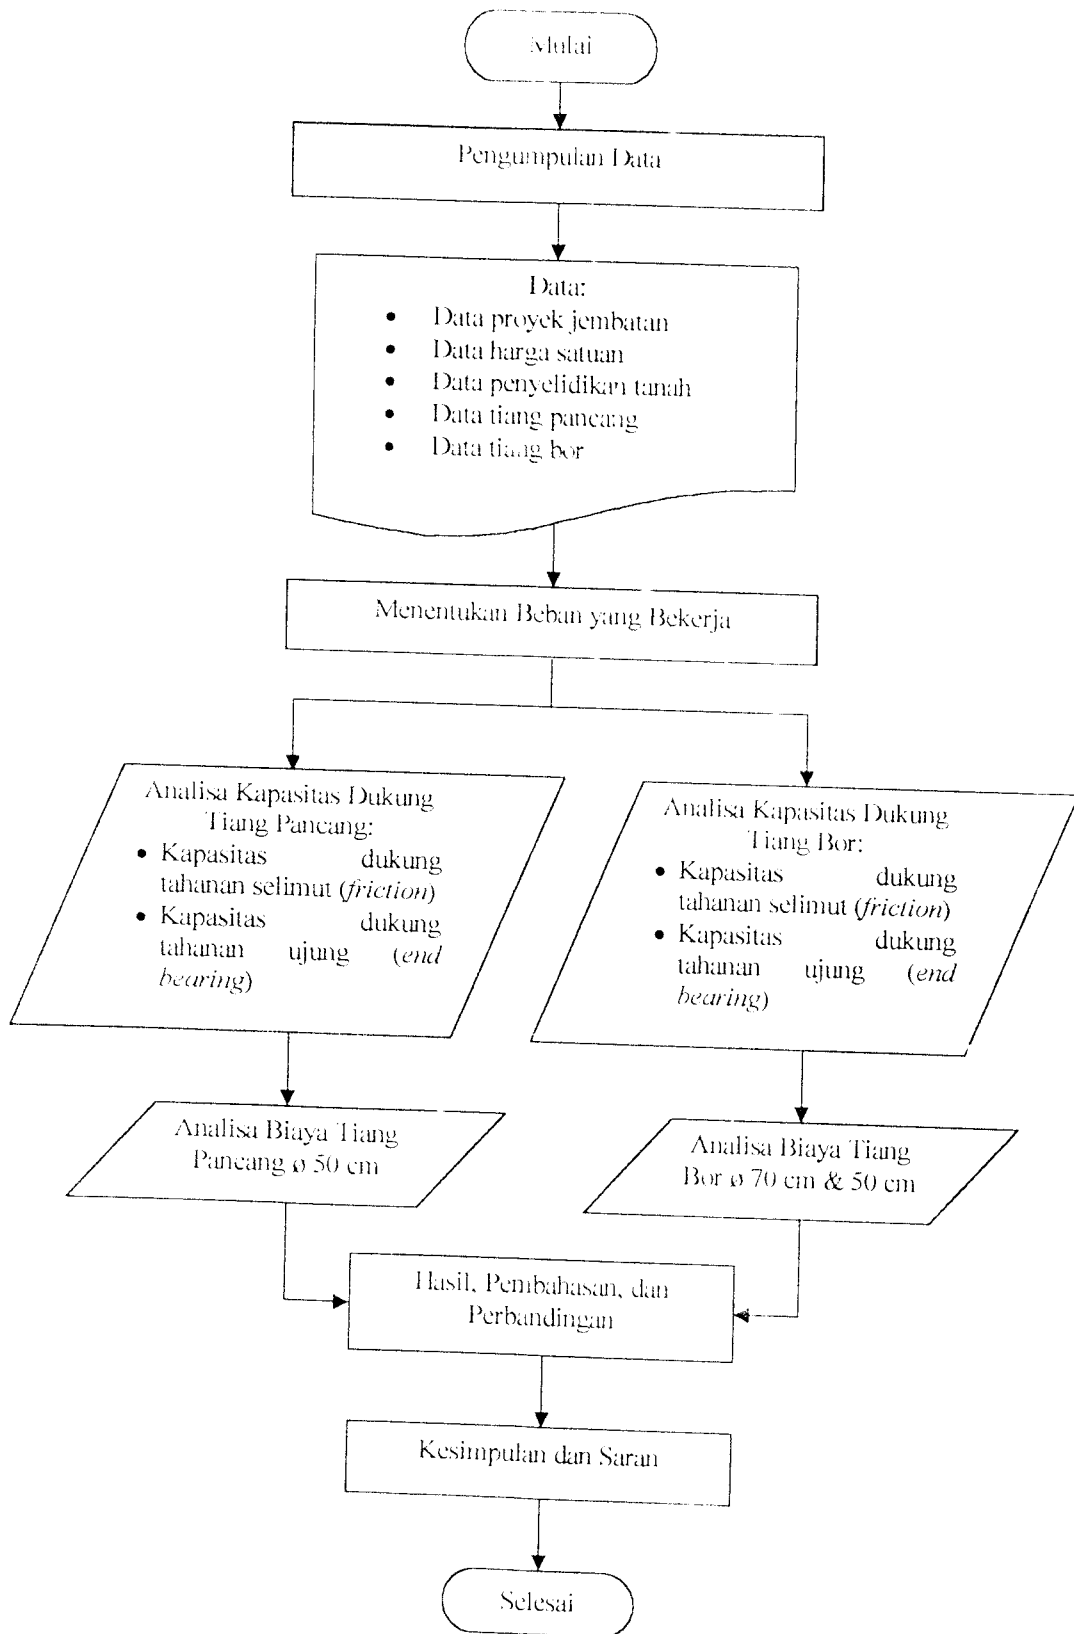 Mulai
Pengumpulan Data
Data:
• Data proyek jembatan
• Data harga satuan
• Data penyelidikan tanah
• Data tiang pancang
• Data tiang bor
Menentukan Beban yang Bekerja
Analisa Kapasitas Dukung
Tiang Pancang:
• Kapasitas dukung
tahanan selimut (friction)
• Kapasitas dukung
tahanan ujung (end
bearing)
Analisa Kapasitas Dukung
Tiang Bor:
• Kapasitas dukung
tahanan selimut (friction)
• Kapasitas dukung
tahanan ujung (end
bearing)
Analisa Biaya Tiang
Pancang ø 50 cm
Analisa Biaya Tiang
Bor ø 70 cm & 50 cm
Hasil, Pembahasan, dan
Perbandingan
Kesimpulan dan Saran
Selesai